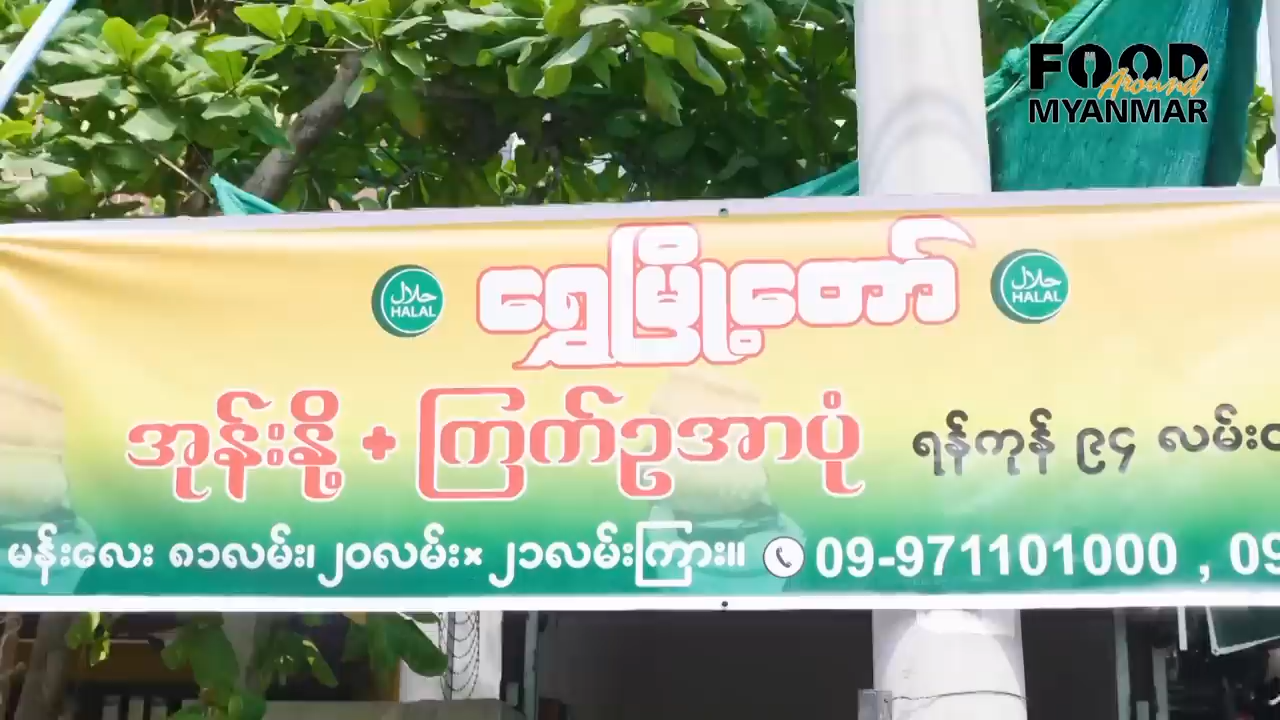 FOOD
Around
MYANMAR
حلال
HALAL
ရွှေမြို့တော်
حلال
HALAL
အုန်းနို့ + ကြက်ဥအာပုံ
ရန်ကုန် ၉၄ လမ်း
မန်းလေး ၈၁လမ်း၊၂၀လမ်း×၂၁လမ်းကြား။ 09-971101000 , 09